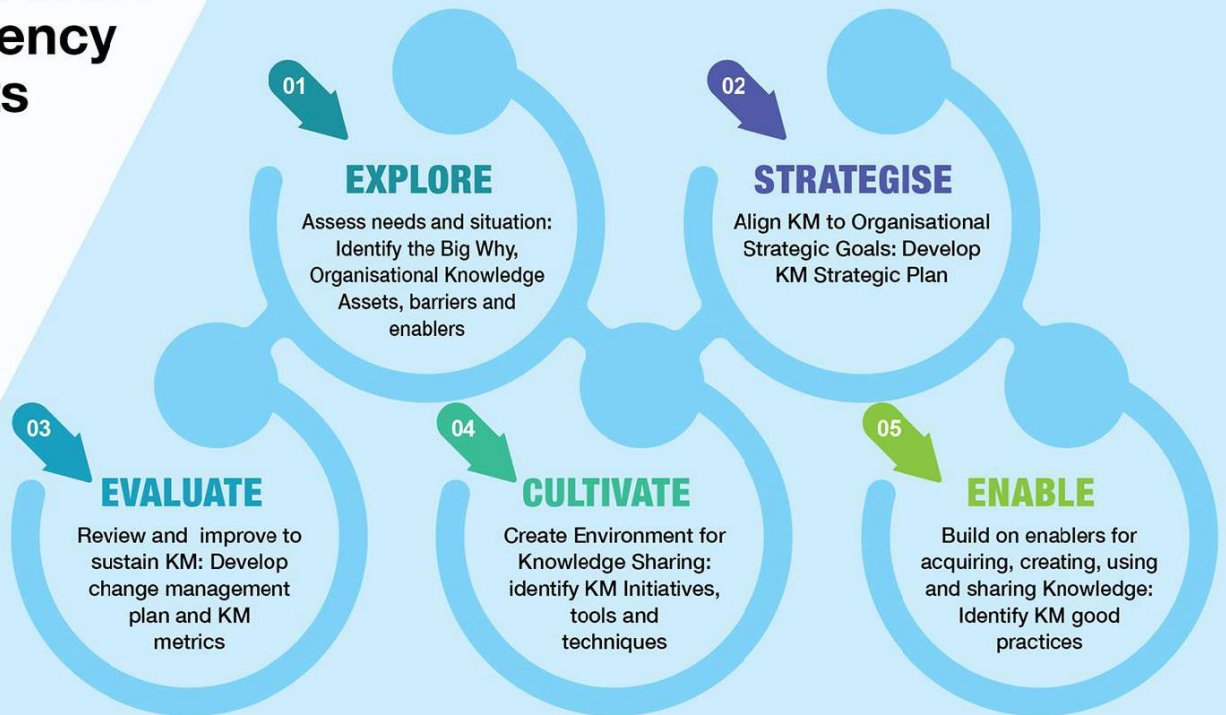 01
EXPLORE
Assess needs and situation:
Identify the Big Why,
Organisational Knowledge
Assets, barriers and
enablers
02
STRATEGISE
Align KM to Organisational
Strategic Goals: Develop
KM Strategic Plan
03
EVALUATE
Review and improve to
sustain KM: Develop
change management
plan and KM
metrics
04
CULTIVATE
Create Environment for
Knowledge Sharing:
identify KM Initiatives,
tools and
techniques
05
ENABLE
Build on enablers for
acquiring, creating, using
and sharing Knowledge:
Identify KM good
practices